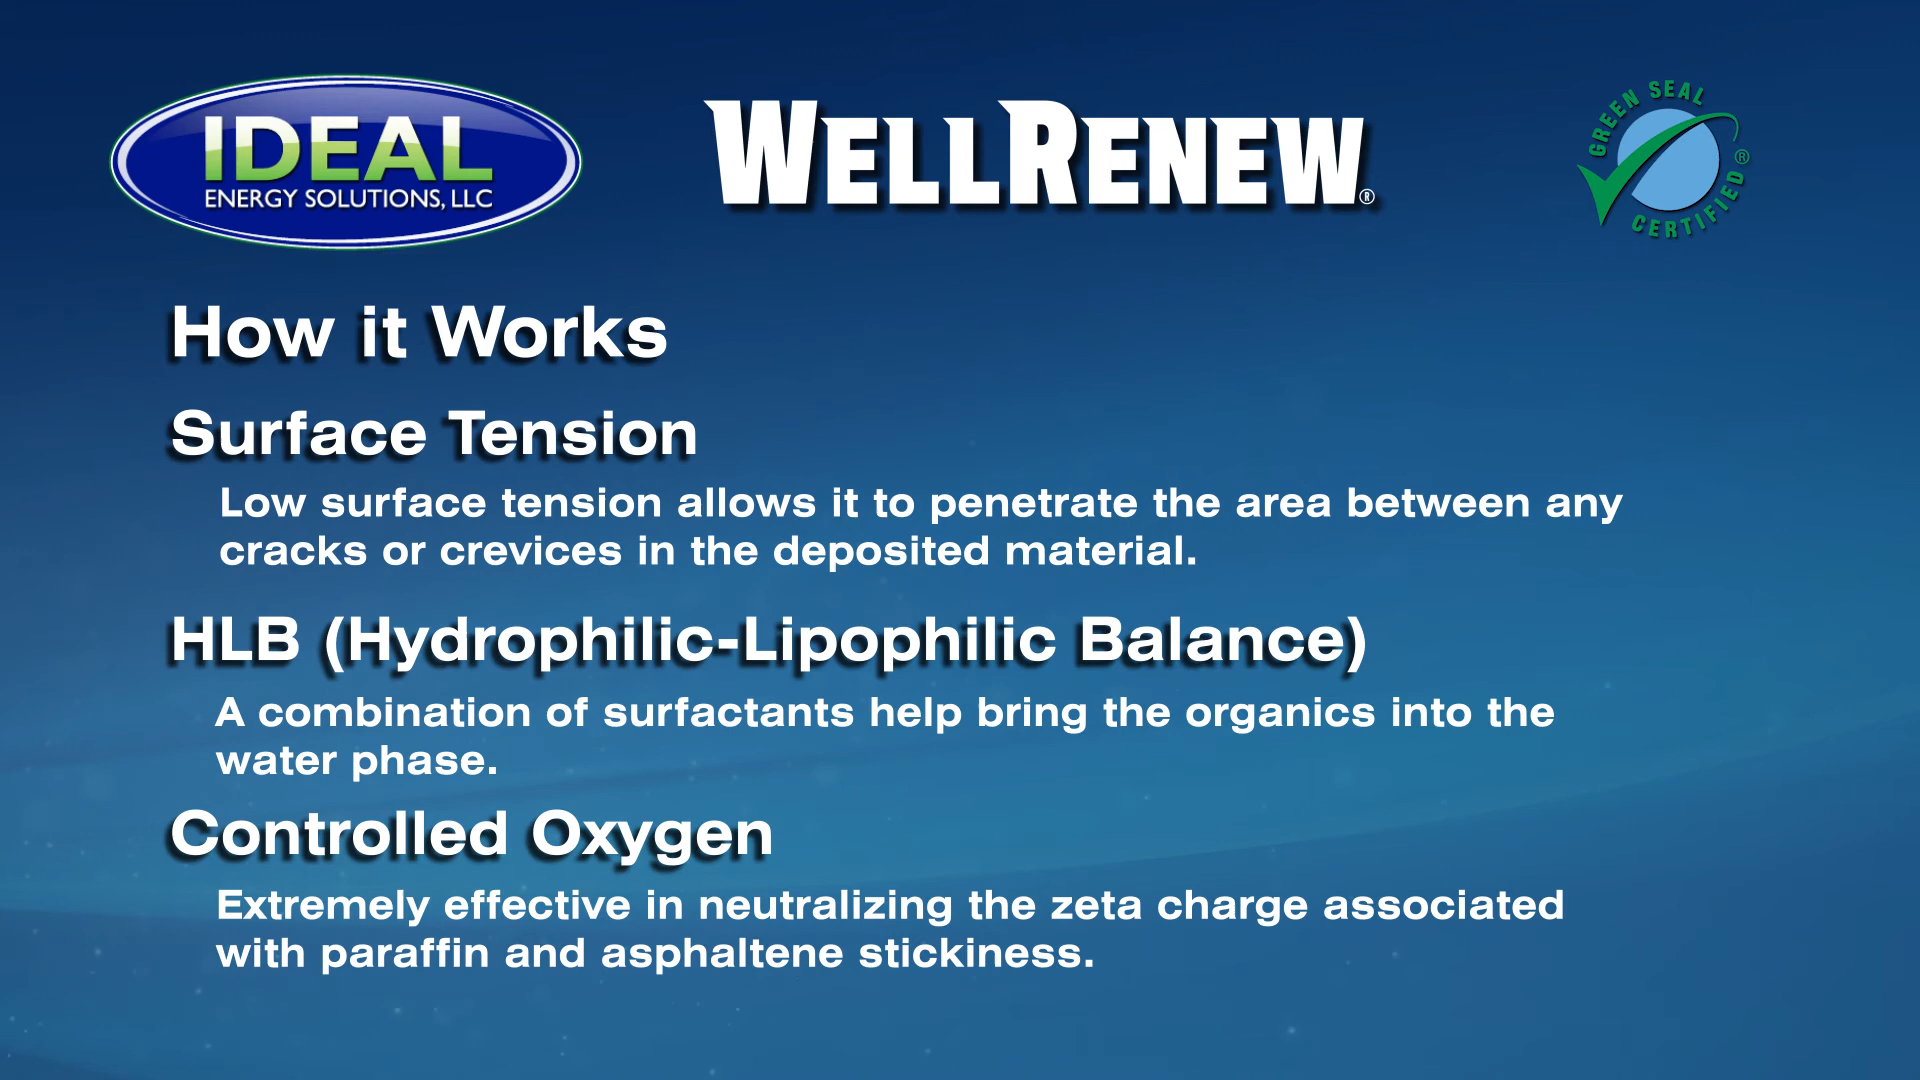 IDEAL
ENERGY SOLUTIONS, LLC
WELLRENEW®
GREEN SEAL
CERTIFIED®
How it Works
Surface Tension
Low surface tension allows it to penetrate the area between any
cracks or crevices in the deposited material.
HLB (Hydrophilic-Lipophilic Balance)
A combination of surfactants help bring the organics into the
water phase.
Controlled Oxygen
Extremely effective in neutralizing the zeta charge associated
with paraffin and asphaltene stickiness.